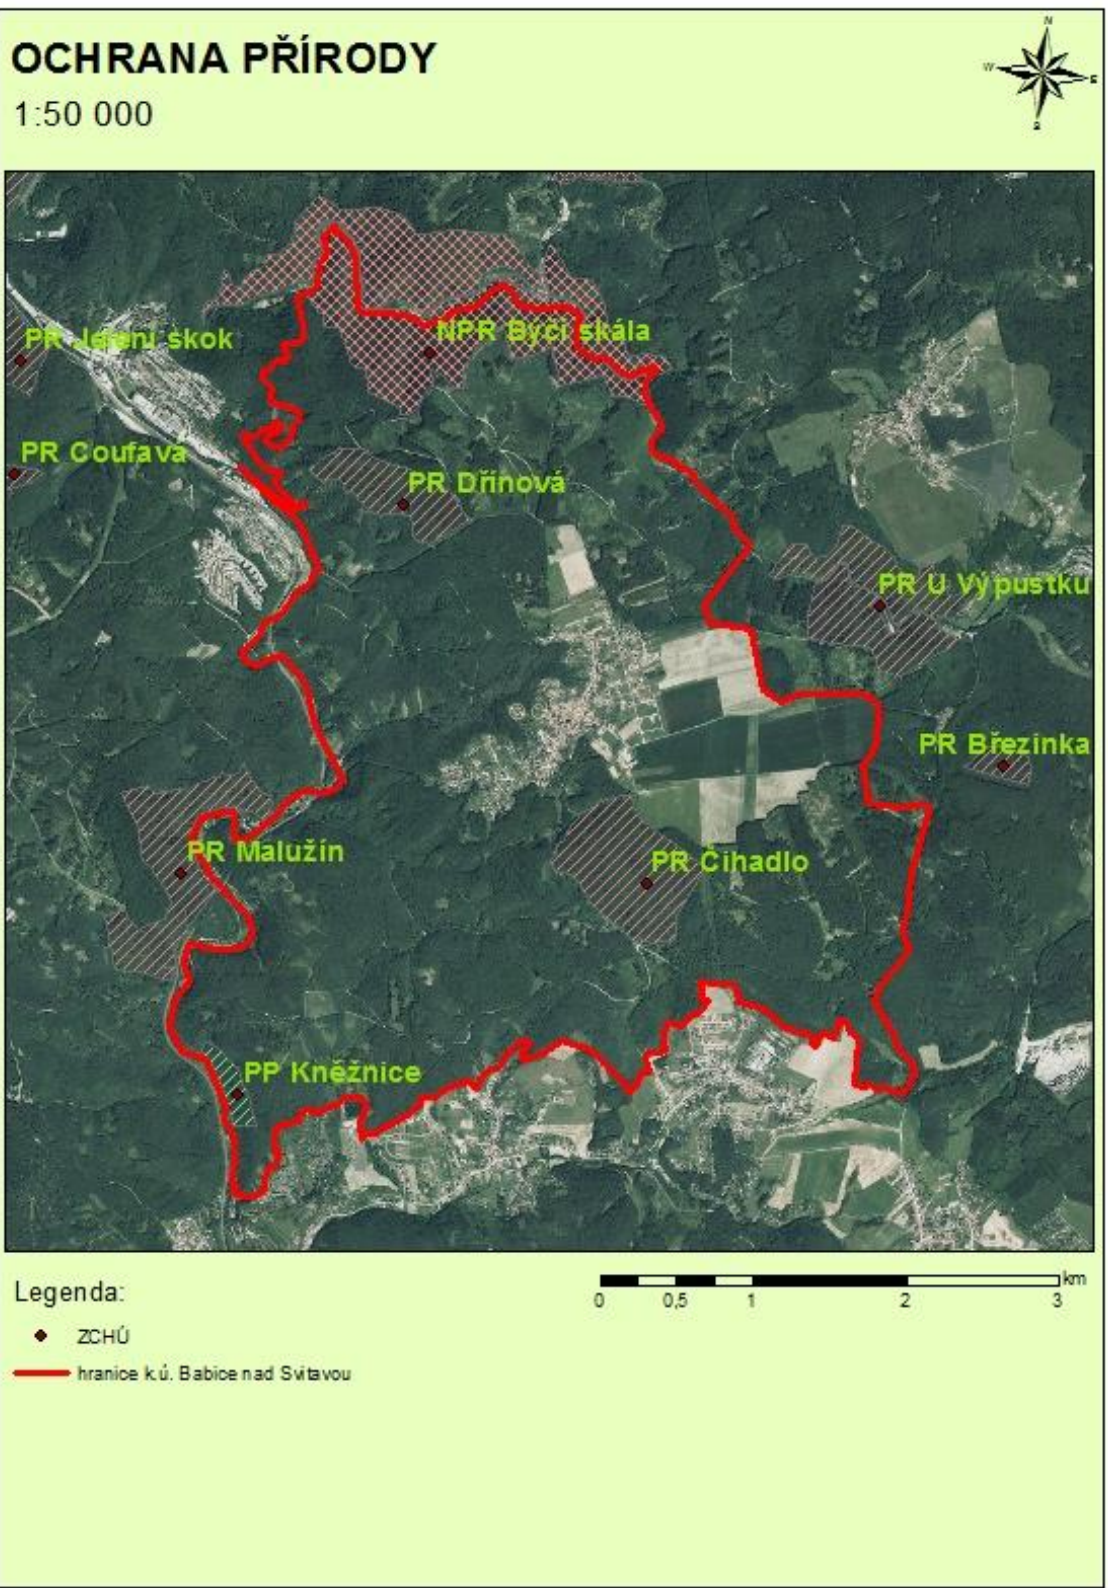 OCHRANA PŘÍRODY
1:50 000
N
W
E
S
NPR Býčí skála
PR Jelení skok
PR Coufavá
PR Dřínová
PR U Výpustku
PR Březinka
PR Malužín
PR Čihadlo
PP Kněžnice
Legenda:
ZCHÚ
hranice k.ú. Babice nad Svitavou
km
0 0,5 1 2 3